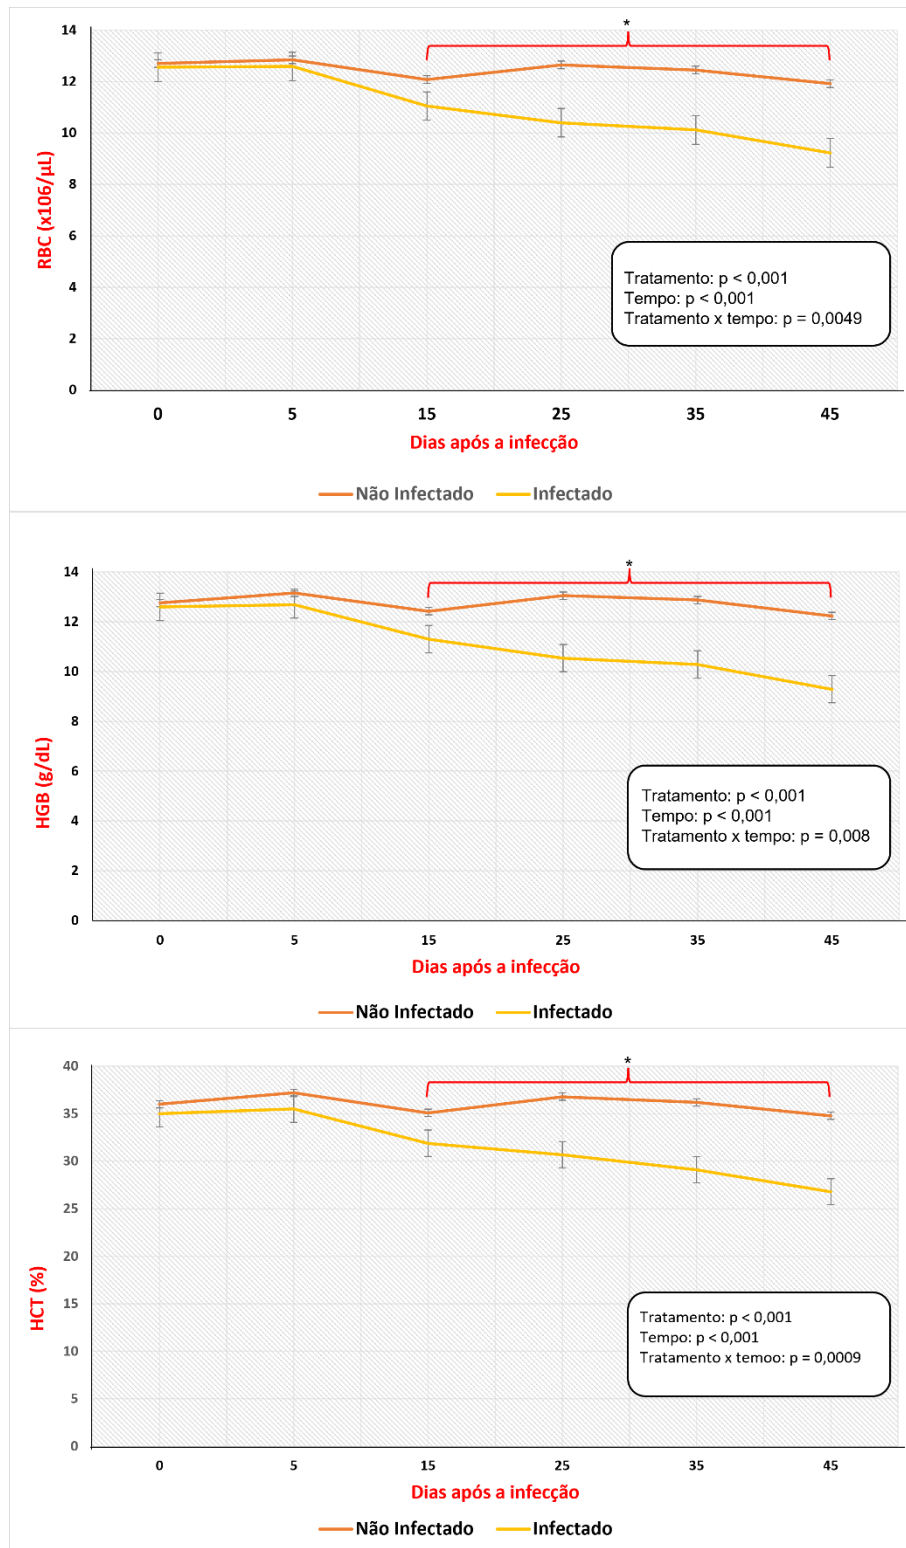 *
14
12
10
8
6
4
2
0
RBC (x106/µL)
Tratamento: p < 0,001
Tempo: p < 0,001
Tratamento x tempo: p = 0,0049
0 5 15 25 35 45
Dias após a infecção
Não Infectado Infectado
*
14
12
10
8
6
4
2
0
HGB (g/dL)
Tratamento: p < 0,001
Tempo: p < 0,001
Tratamento x tempo: p = 0,008
0 5 15 25 35 45
Dias após a infecção
Não Infectado Infectado
*
40
35
30
25
20
15
10
5
0
HCT (%)
Tratamento: p < 0,001
Tempo: p < 0,001
Tratamento x temoo: p = 0,0009
0 5 15 25 35 45
Dias após a infecção
Não Infectado Infectado